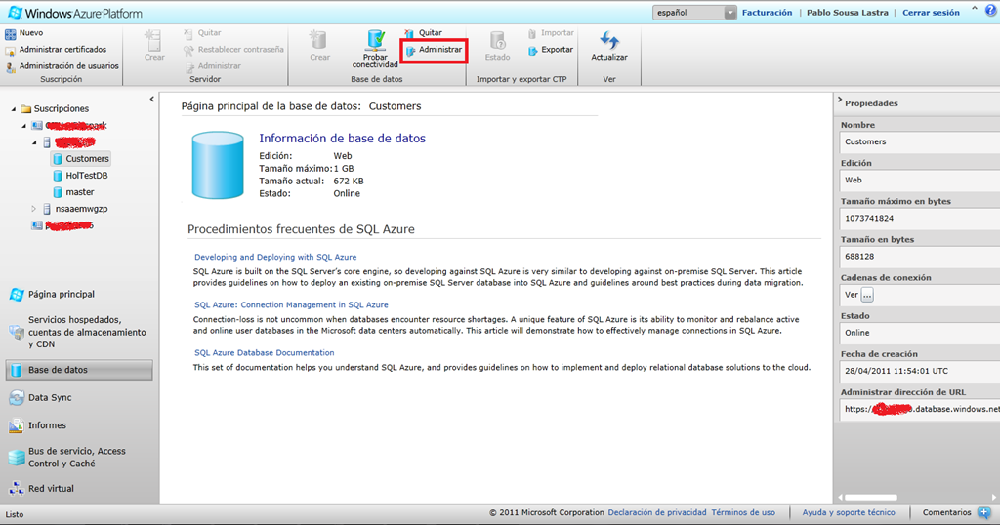 Windows Azure Platform
español
Facturación | Pablo Sousa Lastra | Cerrar sesión
Nuevo
Administrar certificados
Administración de usuarios
Suscripción
Crear
Quitar
Restablecer contraseña
Administrar
Servidor
Crear
Probar
conectividad
Quitar
Administrar
Base de datos
Estado
Importar
Exportar
Importar y exportar CTP
Actualizar
Ver
Suscripciones
Customers
HolTestDB
master
nsaaemwgzp
Página principal
Servicios hospedados,
cuentas de almacenamiento
y CDN
Base de datos
Data Sync
Informes
Bus de servicio, Access
Control y Caché
Red virtual
Página principal de la base de datos: Customers
Información de base de datos
Edición: Web
Tamaño máximo: 1 GB
Tamaño actual: 672 KB
Estado: Online
Procedimientos frecuentes de SQL Azure
Developing and Deploying with SQL Azure
SQL Azure is built on the SQL Server's core engine, so developing against SQL Azure is very similar to developing against on-premise SQL Server. This article
provides guidelines on how to deploy an existing on-premise SQL Server database into SQL Azure and guidelines around best practices during data migration.
SQL Azure: Connection Management in SQL Azure
Connection-loss is not uncommon when databases encounter resource shortages. A unique feature of SQL Azure is its ability to monitor and rebalance active
and online user databases in the Microsoft data centers automatically. This article will demonstrate how to effectively manage connections in SQL Azure.
SQL Azure Database Documentation
This set of documentation helps you understand SQL Azure, and provides guidelines on how to implement and deploy relational database solutions to the cloud.
Propiedades
Nombre
Customers
Edición
Web
Tamaño máximo en bytes
1073741824
Tamaño en bytes
688128
Cadenas de conexión
Ver ...
Estado
Online
Fecha de creación
28/04/2011 11:54:01 UTC
Administrar dirección de URL
https:/ .database.windows.net
Listo
© 2011 Microsoft Corporation Declaración de privacidad Términos de uso | Ayuda y soporte técnico | Comentarios